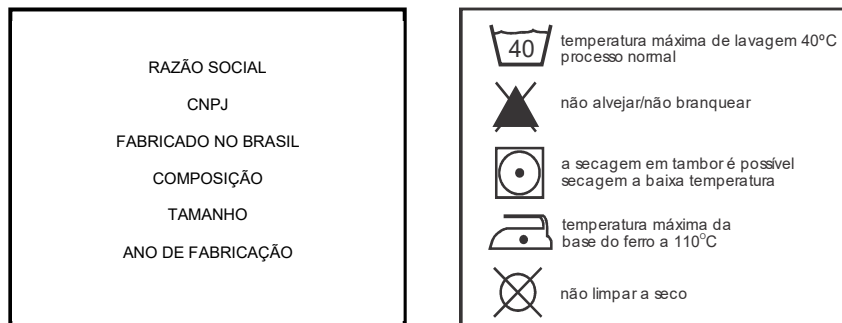 RAZÃO SOCIAL
CNPJ
FABRICADO NO BRASIL
COMPOSIÇÃO
TAMANHO
ANO DE FABRICAÇÃO
40
temperatura máxima de lavagem 40ºC
processo normal
não alvejar/não branquear
a secagem em tambor é possível
secagem a baixa temperatura
temperatura máxima da
base do ferro a 110°C
não limpar a seco